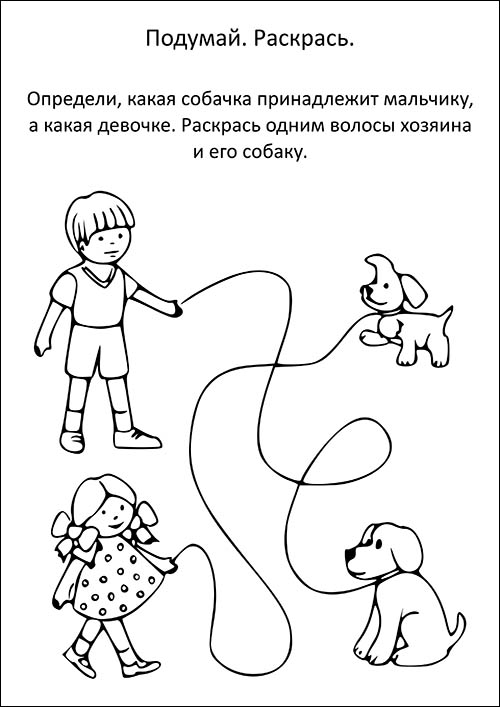 Подумай. Раскрась.
Определи, какая собачка принадлежит мальчику,
а какая девочке. Раскрась одним волосы хозяина
и его собаку.